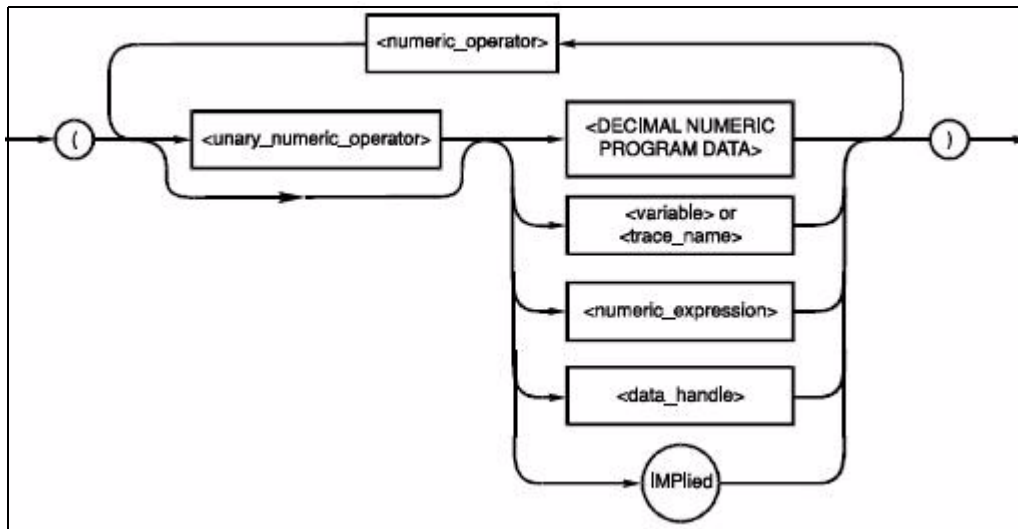 <numeric_operator>
(
<unary_numeric_operator>
<DECIMAL NUMERIC
PROGRAM DATA>
)
<variable> or
<trace_name>
<numeric_expression>
<data_handle>
IMPlied